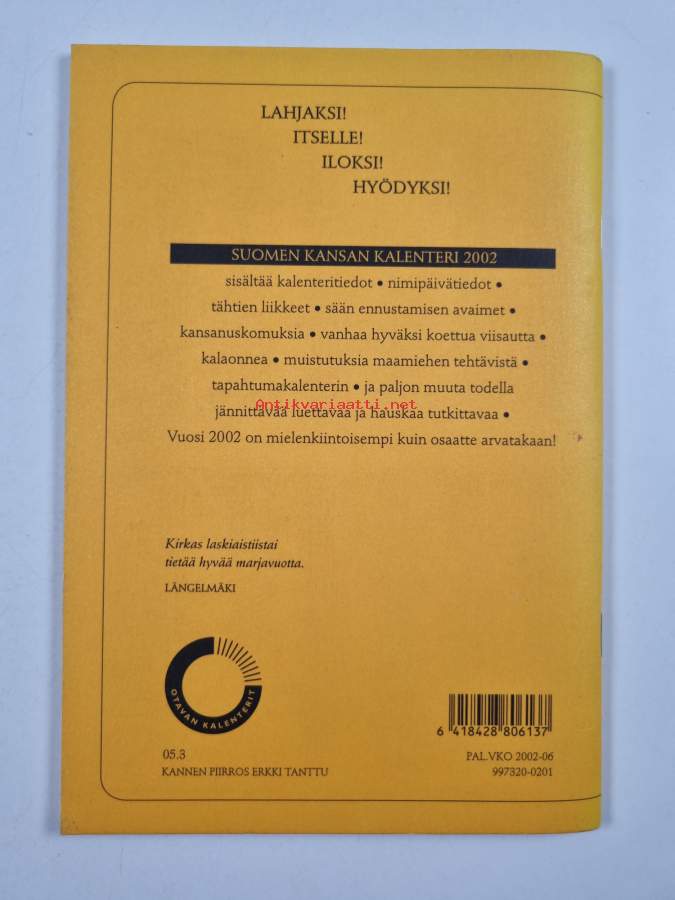 LAHJAKSI!
ITSELLE!
ILOKSI!
HYÖDYKSI!
SUOMEN KANSAN KALENTERI 2002
sisältää kalenteritiedot • nimipäivätiedot •
tähtien liikkeet • sään ennustamisen avaimet •
kansanuskomuksia • vanhaa hyväksi koettua viisautta •
kalaonnea • muistutuksia maamiehen tehtävistä •
tapahtumakalenterin • ja paljon muuta todella
Antikvariaatti.net
jännittävää luettavaa ja hauskaa tutkittavaa •
Vuosi 2002 on mielenkiintoisempi kuin osaatte arvatakaan!
Kirkas laskiaistiistai
tietää hyvää marjavuotta.
LÄNGELMÄKI
OTAVAN KALENTERIT
6 418428 806137
05.3
PAL.VKO 2002-06
KANNEN PIIRROS ERKKI TANTTU
997320-0201